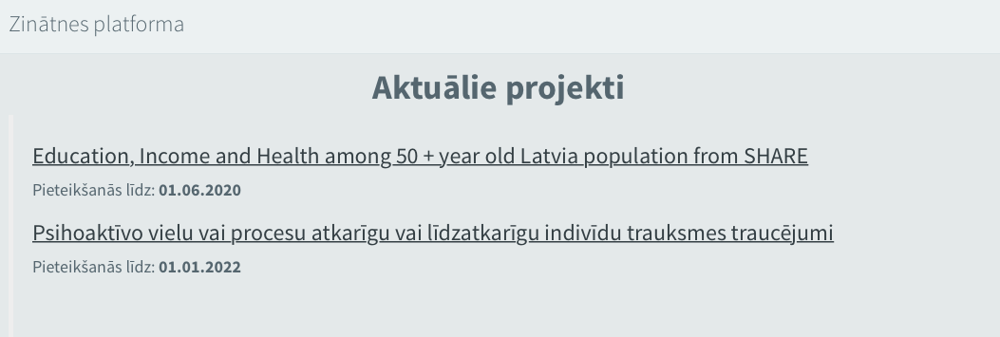 Zinātnes platforma
Aktuālie projekti
Education, Income and Health among 50 + year old Latvia population from SHARE
Pieteikšanās līdz: 01.06.2020
Psihoaktīvo vielu vai procesu atkarīgu vai līdzatkarīgu indivīdu trauksmes traucējumi
Pieteikšanās līdz: 01.01.2022